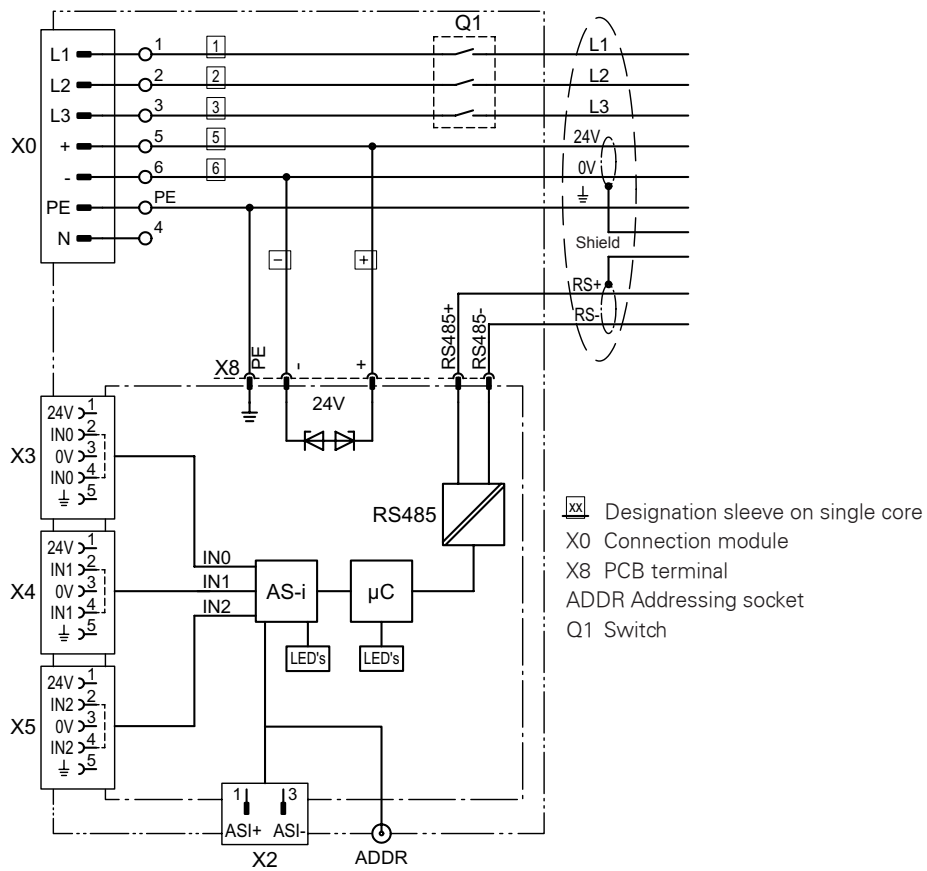 Q1
L1 1 1 L1
L2 2 2 L2
L3 3 3 L3
X0 + 5 5 24V
- 6 6 0V
PE PE
N 4
Shield
− +
RS+
RS-
RS485+ RS485-
X8 PE - +
24V
X3
24V 1
IN0 2
0V 3
IN0 4
5
RS485
X4
24V 1
IN1 2
0V 3
IN1 4
5
IN0
IN1
IN2
AS-i µC
LED's LED's
X5
24V 1
IN2 2
0V 3
IN2 4
5
1 3
ASI+ ASI-
X2 ADDR
xx Designation sleeve on single core
X0 Connection module
X8 PCB terminal
ADDR Addressing socket
Q1 Switch